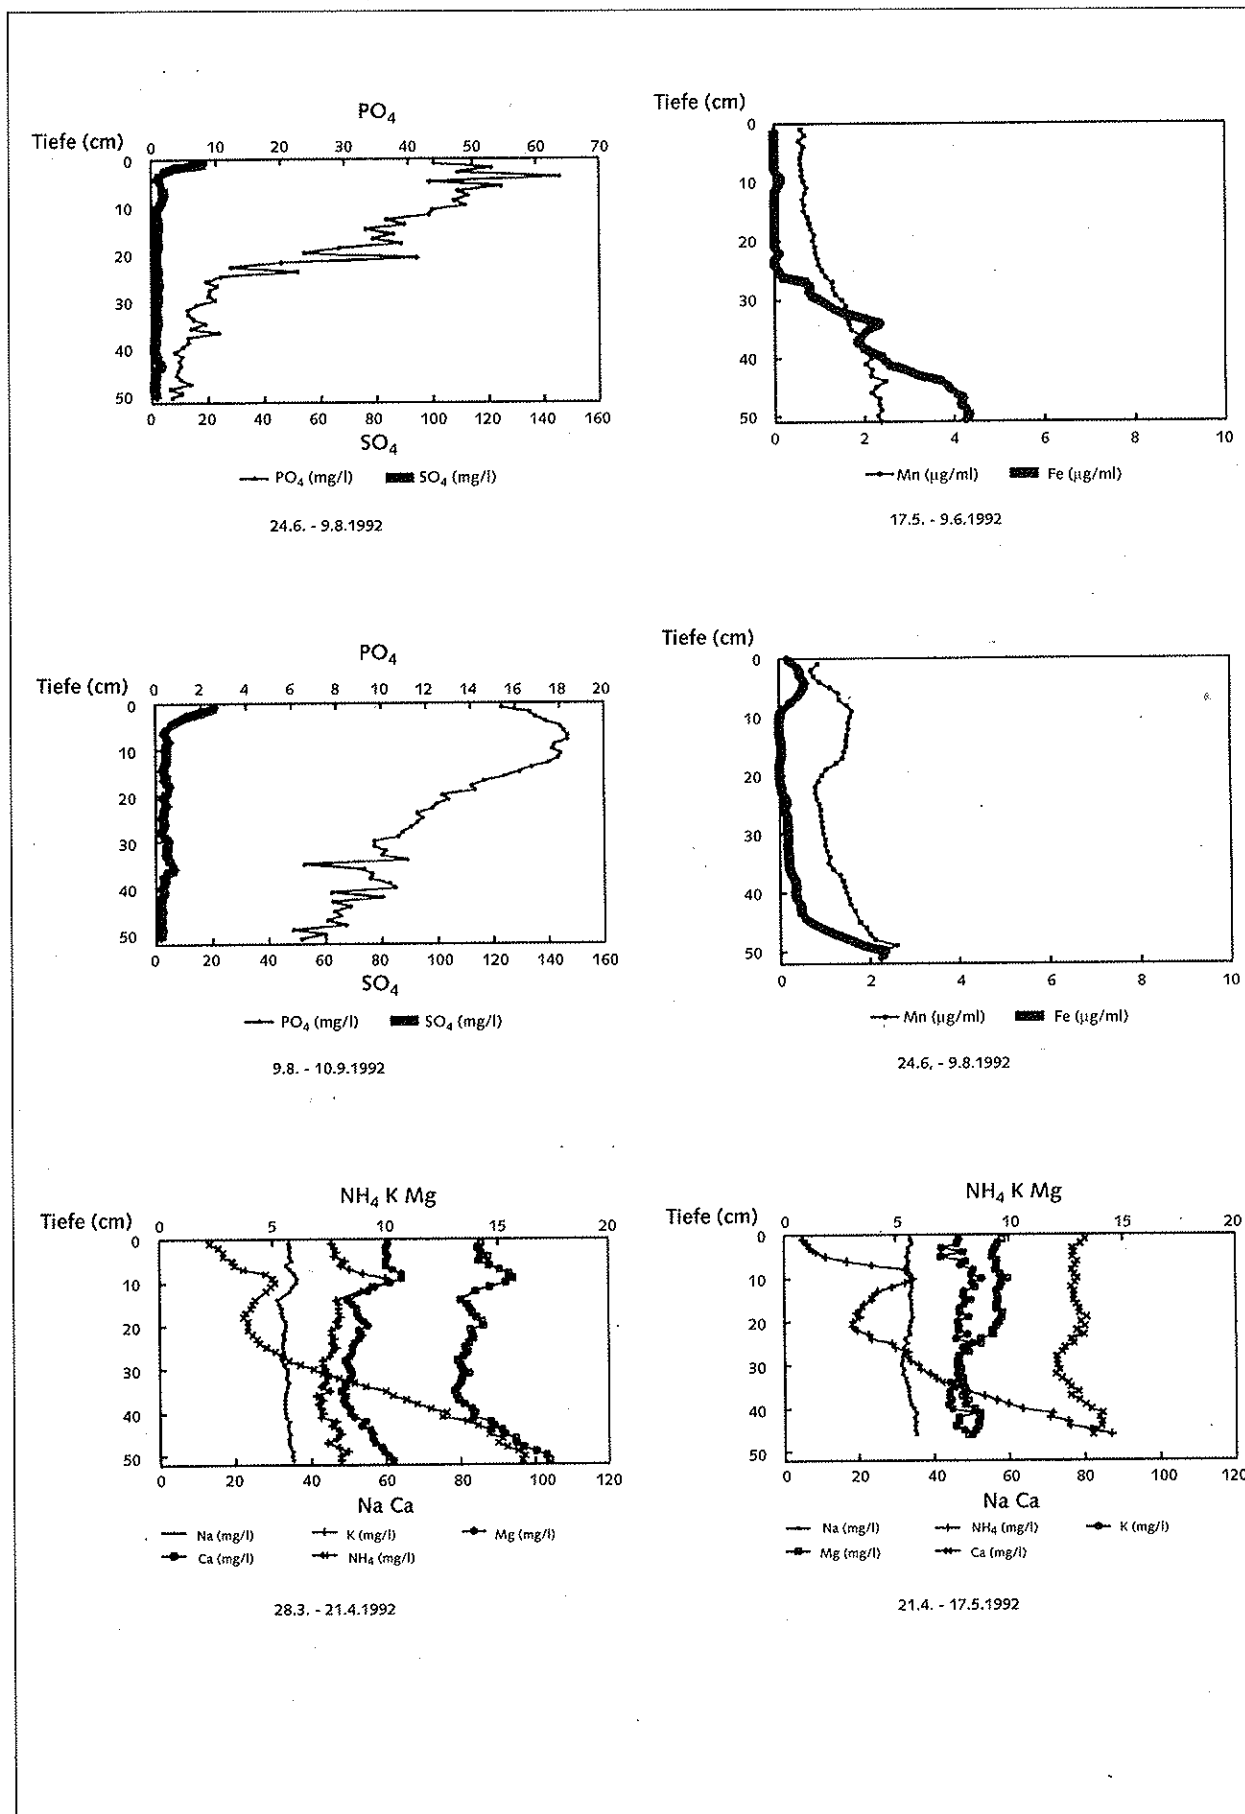 PO₄
Tiefe (cm)
0 10 20 30 40 50 60 70
0
10
20
30
40
50
0 20 40 60 80 100 120 140 160
SO₄
PO₄ (mg/l) SO₄ (mg/l)
24.6. - 9.8.1992
Tiefe (cm)
0
10
20
30
40
50
0 2 4 6 8 10
Mn (µg/ml) Fe (µg/ml)
17.5. - 9.6.1992
PO₄
Tiefe (cm)
0 2 4 6 8 10 12 14 16 18 20
0
10
20
30
40
50
0 20 40 60 80 100 120 140 160
SO₄
PO₄ (mg/l) SO₄ (mg/l)
9.8. - 10.9.1992
Tiefe (cm)
0
10
20
30
40
50
0 2 4 6 8 10
Mn (µg/ml) Fe (µg/ml)
24.6. - 9.8.1992
NH₄ K Mg
Tiefe (cm)
0 5 10 15 20
0
10
20
30
40
50
0 20 40 60 80 100 120
Na Ca
Na (mg/l) K (mg/l) Mg (mg/l)
Ca (mg/l) NH₄ (mg/l)
28.3. - 21.4.1992
NH₄ K Mg
Tiefe (cm)
0 5 10 15 20
0
10
20
30
40
50
0 20 40 60 80 100 120
Na Ca
Na (mg/l) NH₄ (mg/l) K (mg/l)
Mg (mg/l) Ca (mg/l)
21.4. - 17.5.1992